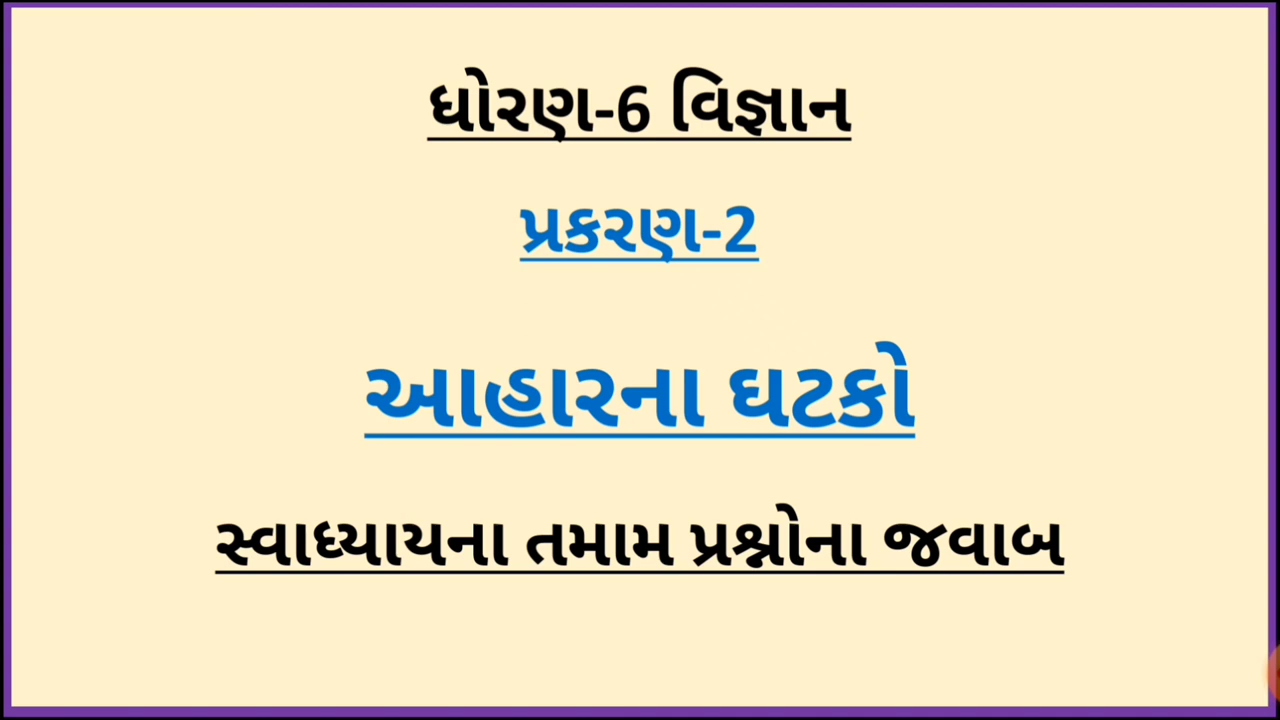 ધોરણ-6 વિજ્ઞાન
પ્રકરણ-2
આહારના ઘટકો
સ્વાધ્યાયના તમામ પ્રશ્નોના જવાબ